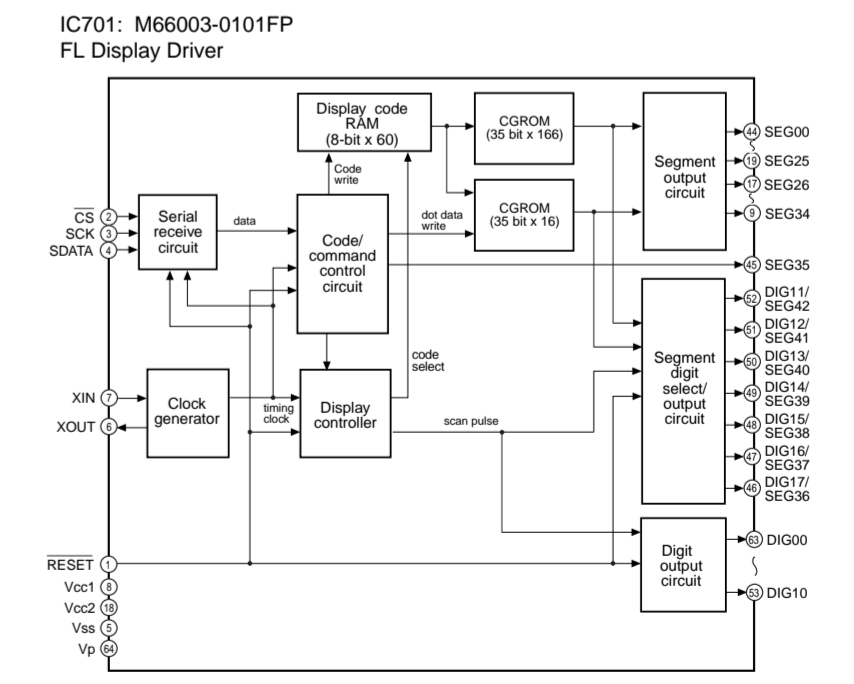 IC701: M66003-0101FP
FL Display Driver
Display code
RAM
(8-bit x 60)
CGROM
(35 bit x 166)
Segment
output
circuit
44 SEG00
19 SEG25
17 SEG26
9 SEG34
Code
write
CGROM
(35 bit x 16)
dot data
write
CS 2
SCK 3
SDATA 4
Serial
receive
circuit
data
Code/
command
control
circuit
45 SEG35
Segment
digit
select/
output
circuit
52 DIG11/
SEG42
51 DIG12/
SEG41
50 DIG13/
SEG40
49 DIG14/
SEG39
48 DIG15/
SEG38
47 DIG16/
SEG37
46 DIG17/
SEG36
code
select
XIN 7
XOUT 6
Clock
generator
timing
clock
Display
controller
scan pulse
Digit
output
circuit
63 DIG00
53 DIG10
RESET 1
Vcc1 8
Vcc2 18
Vss 5
Vp 64